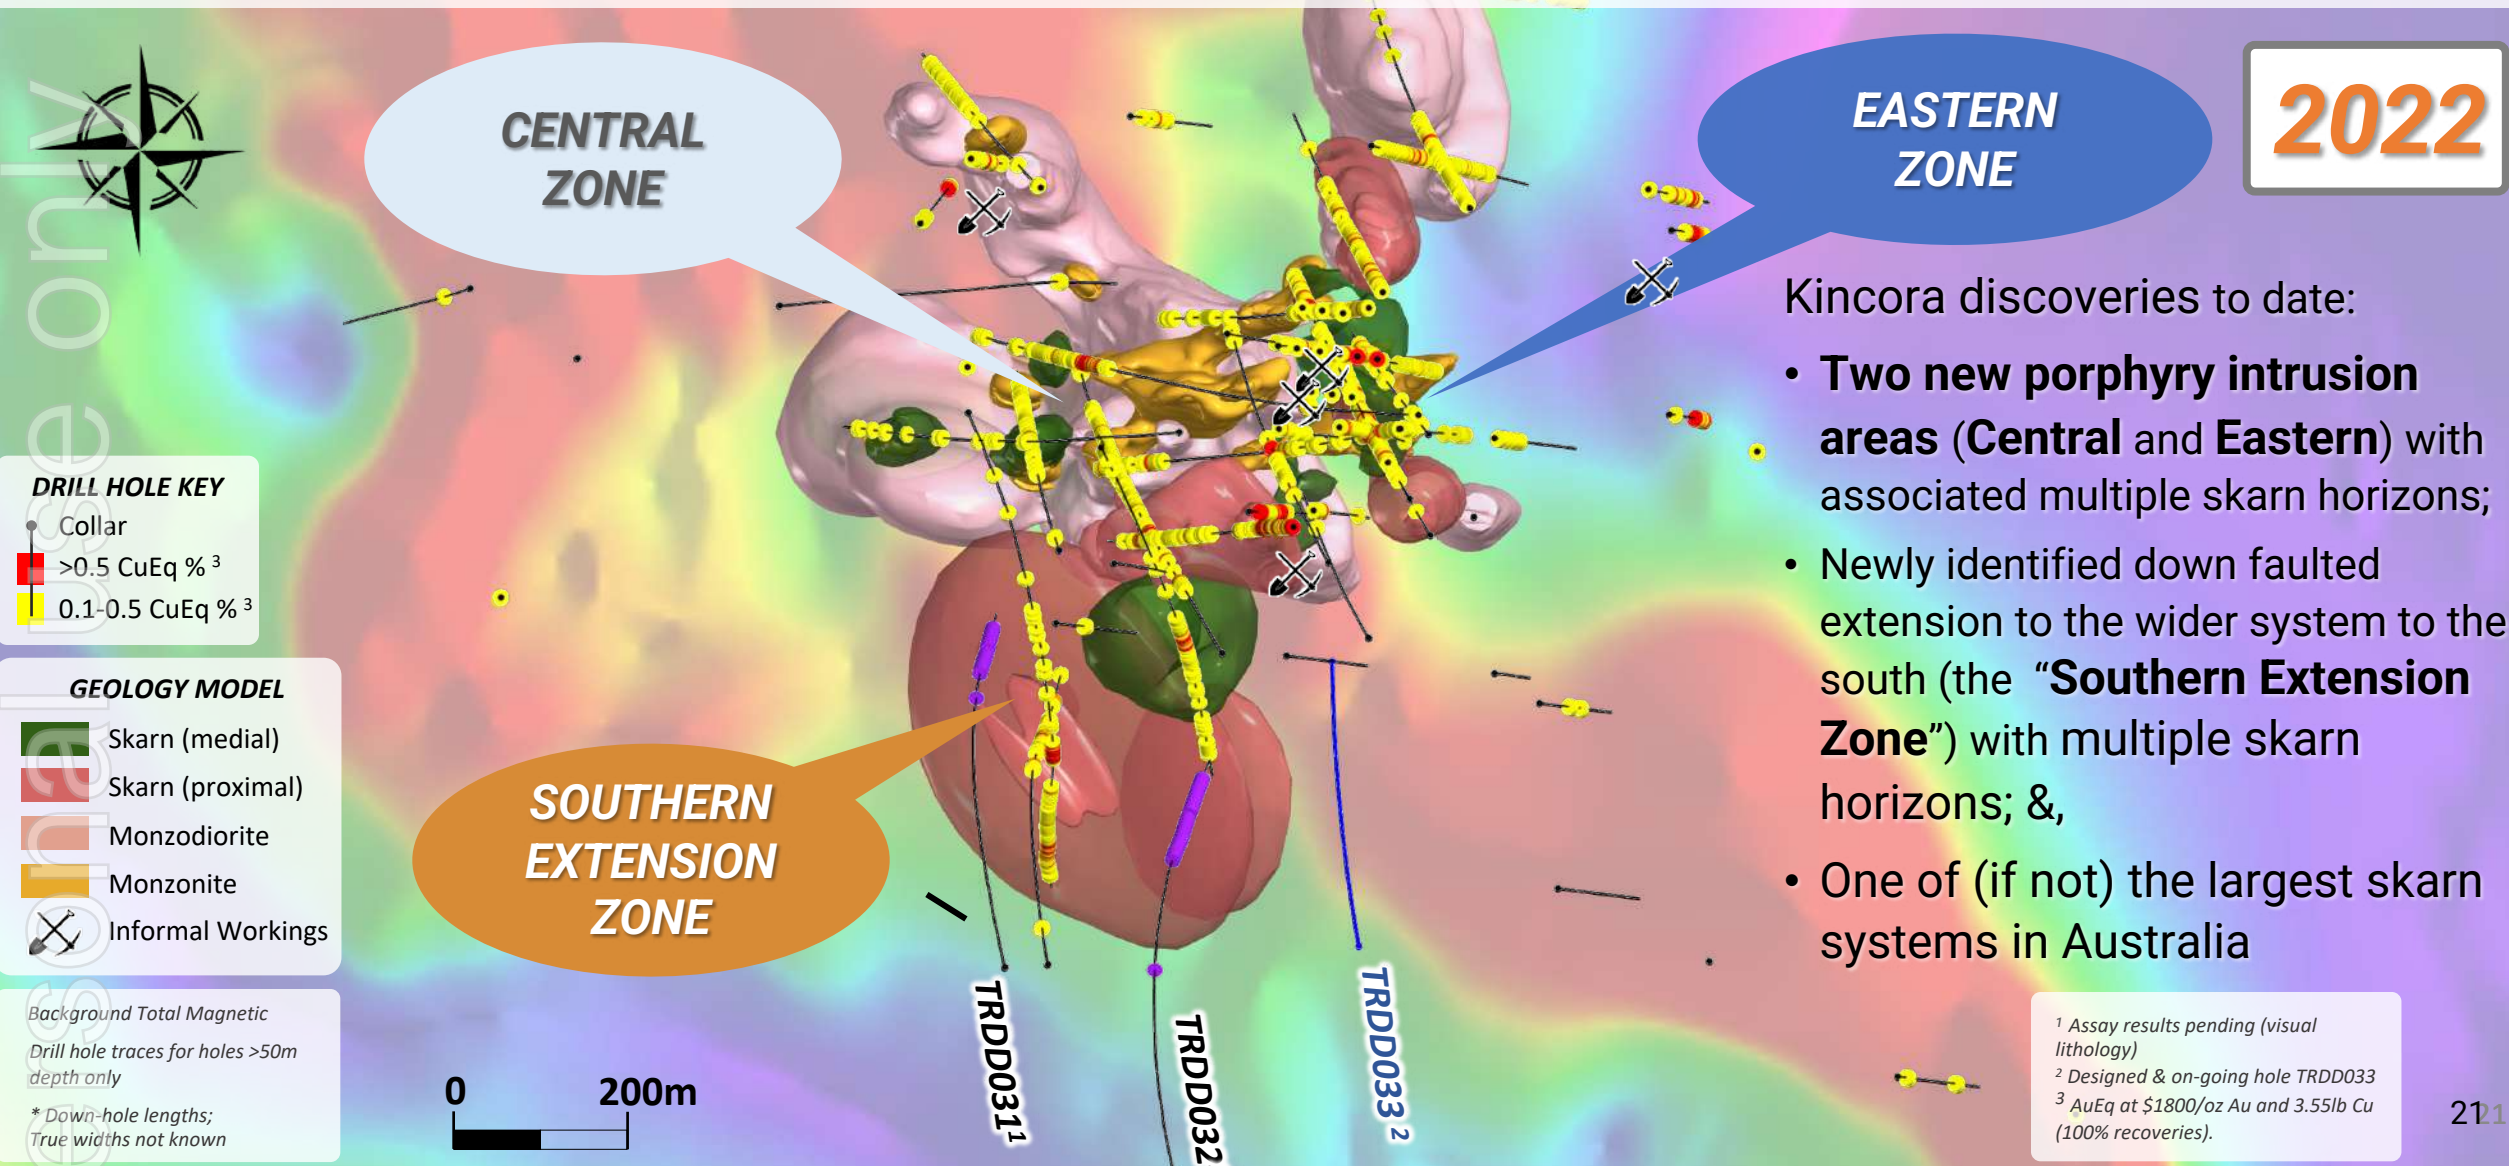 CENTRAL
ZONE
EASTERN
ZONE
2022
Kincora discoveries to date:
• Two new porphyry intrusion
areas (Central and Eastern) with
associated multiple skarn horizons;
• Newly identified down faulted
extension to the wider system to the
south (the “Southern Extension
Zone”) with multiple skarn
horizons; &,
• One of (if not) the largest skarn
systems in Australia
DRILL HOLE KEY
Collar
>0.5 CuEq % ³
0.1-0.5 CuEq % ³
GEOLOGY MODEL
Skarn (medial)
Skarn (proximal)
Monzodiorite
Monzonite
Informal Workings
Background Total Magnetic
Drill hole traces for holes >50m
depth only
* Down-hole lengths;
True widths not known
SOUTHERN
EXTENSION
ZONE
0 200m
TRDD031¹
TRDD032
TRDD033 ²
¹ Assay results pending (visual
lithology)
² Designed & on-going hole TRDD033
³ AuEq at $1800/oz Au and 3.55lb Cu
(100% recoveries).
21
21
ersonal use only